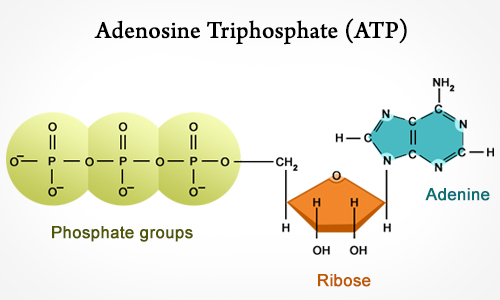 Adenosine Triphosphate (ATP)
NH₂
O O O
N C C N
O⁻ P O P O P O CH₂ H C C C H
N N
O⁻ O⁻ O⁻ O
Adenine
H H H H
Phosphate groups
OH OH
Ribose